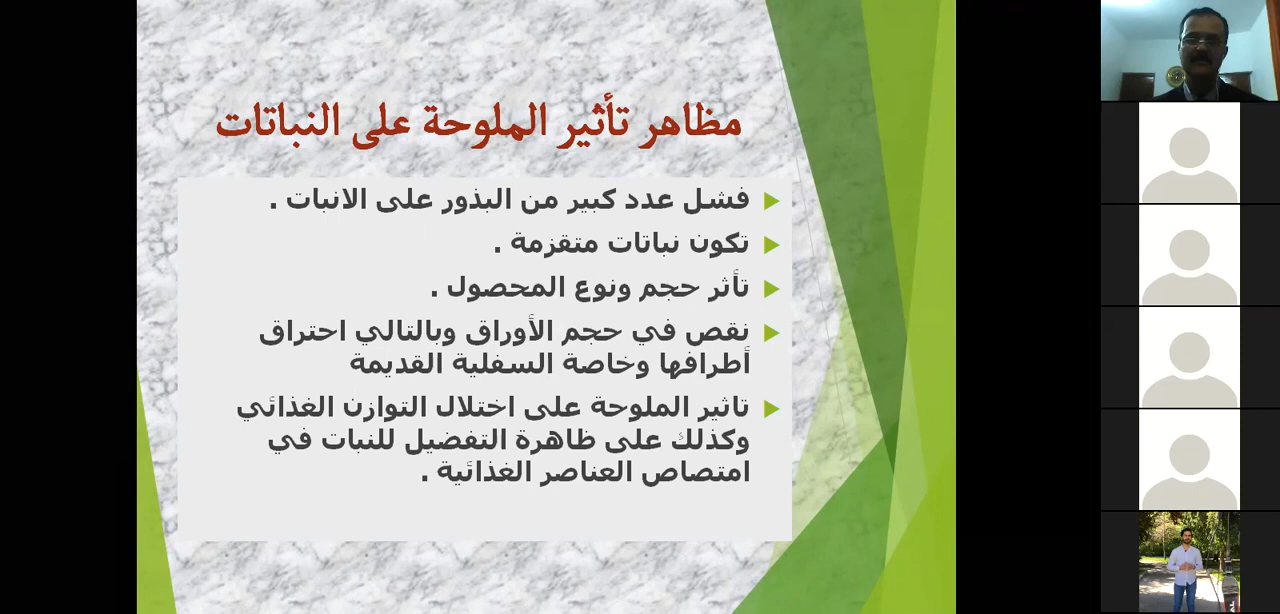 مظاهر تأثير الملوحة على النباتات
فشل عدد كبير من البذور على الانبات .
تكون نباتات متقزمة .
تأثر حجم ونوع المحصول .
نقص في حجم الأوراق وبالتالي احتراق
أطرافها وخاصة السفلية القديمة
تاثير الملوحة على اختلال التوازن الغذائي
وكذلك على ظاهرة التفضيل للنبات في
امتصاص العناصر الغذائية .